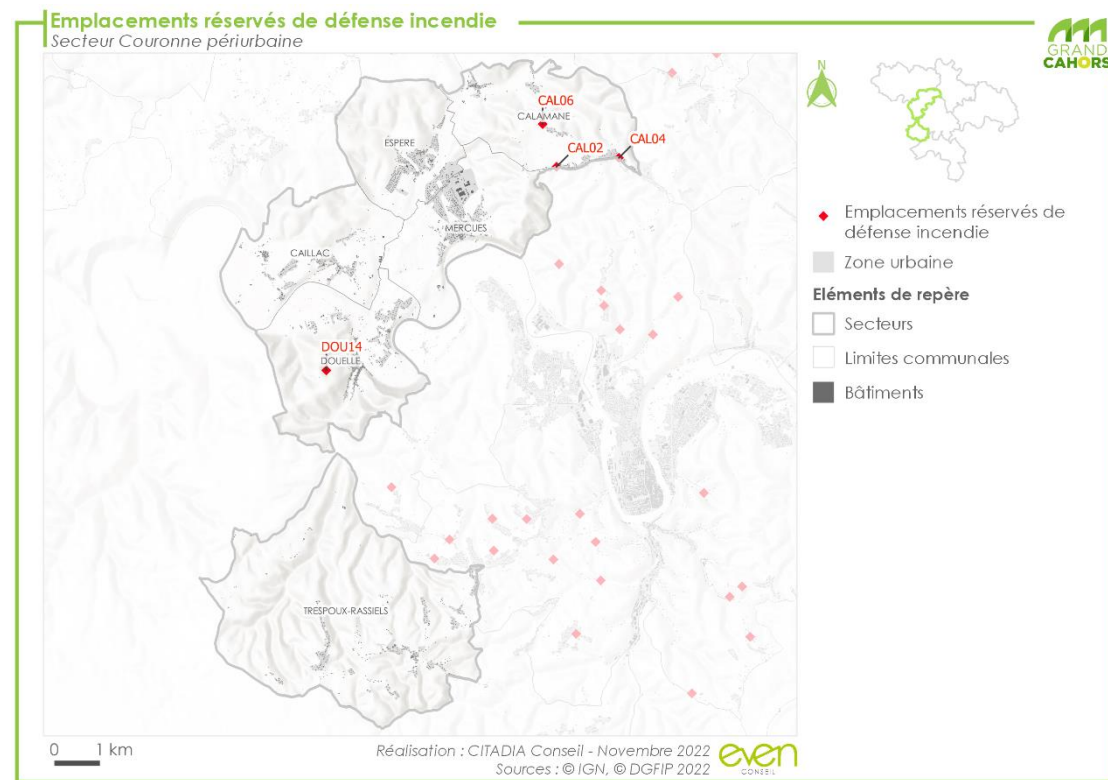 Emplacements réservés de défense incendie
Secteur Couronne périurbaine
GRAND
CAHORS
N
CAL06
CALAMANE
CAL04
CAL02
ESPERE
MERCUES
CAILLAC
DOU14
DOUELLE
TRESPOUX-RASSIELS
Emplacements réservés de
défense incendie
Zone urbaine
Eléments de repère
Secteurs
Limites communales
Bâtiments
0 1 km
Réalisation : CITADIA Conseil - Novembre 2022
Sources : © IGN, © DGFIP 2022
even
CONSEIL